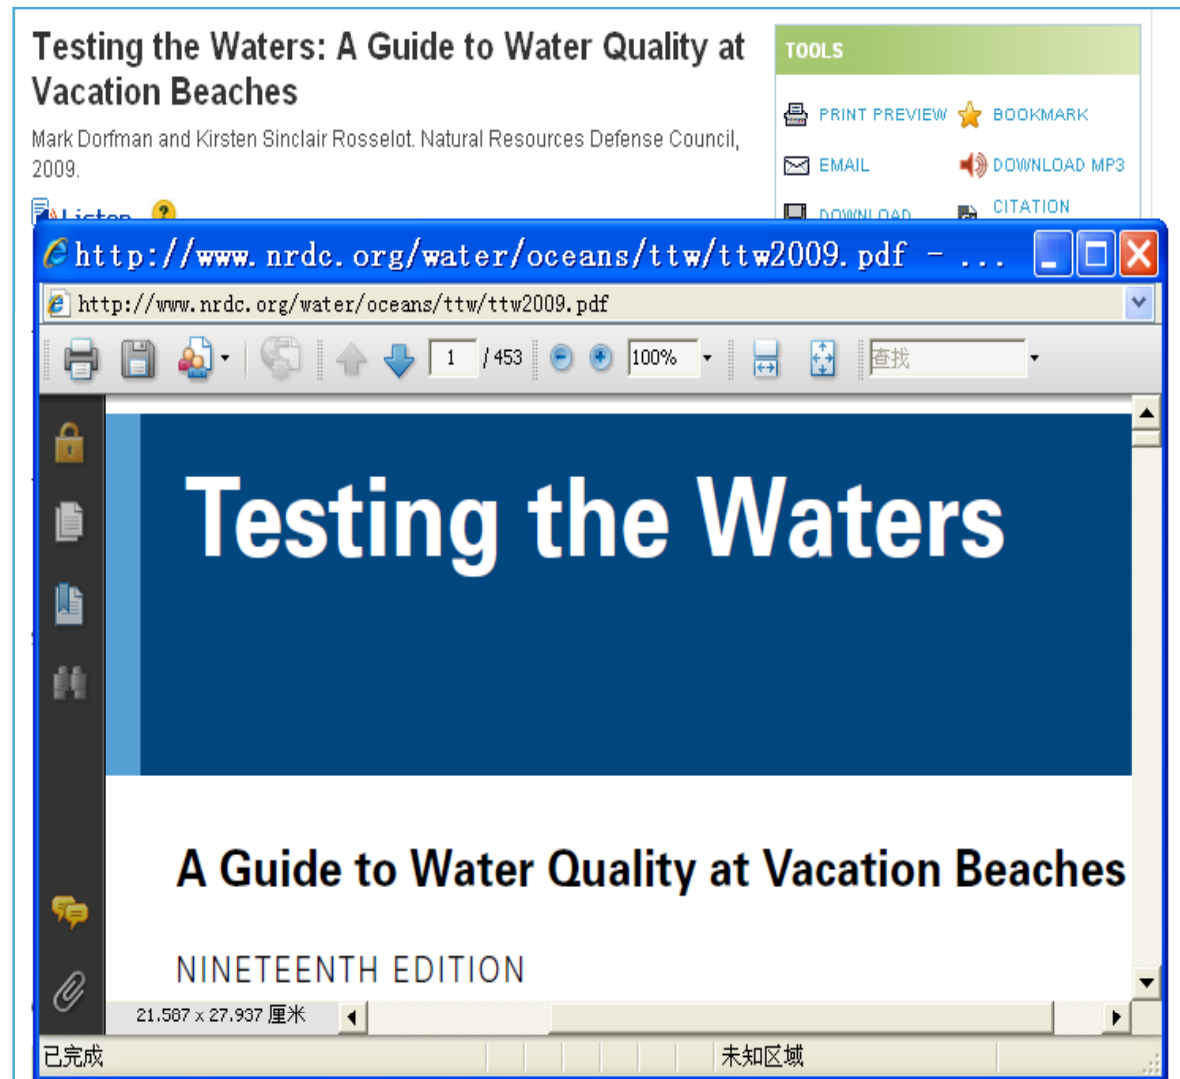 Testing the Waters: A Guide to Water Quality at
Vacation Beaches
Mark Dorfman and Kirsten Sinclair Rosselot. Natural Resources Defense Council,
2009.
Listen
TOOLS
PRINT PREVIEW
BOOKMARK
EMAIL
DOWNLOAD MP3
DOWNLOAD
CITATION
http://www.nrdc.org/water/oceans/ttw/ttw2009.pdf - ...
http://www.nrdc.org/water/oceans/ttw/ttw2009.pdf
1 / 453 100% 查找
Testing the Waters
A Guide to Water Quality at Vacation Beaches
NINETEENTH EDITION
21.587 x 27.937 厘米
已完成
未知区域